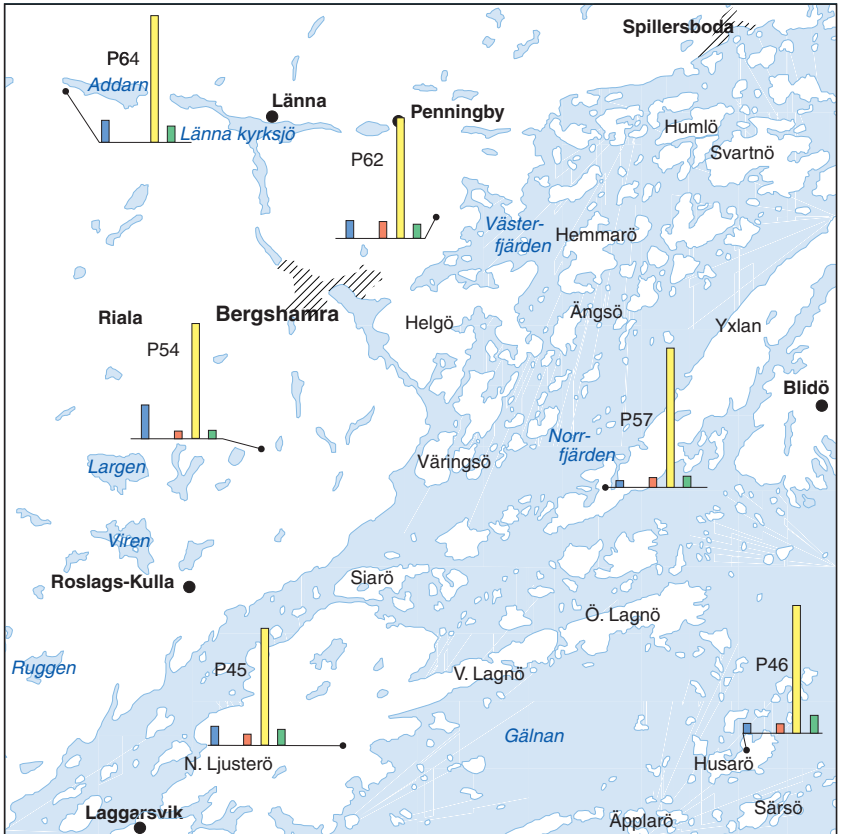 Spillersboda
P64
Addarn
Länna
Penningby
Länna kyrksjö
Humlö
Svartnö
P62
Väster-
fjärden
Hemmarö
Riala
Bergshamra
Helgö
Ängsö
Yxlan
P54
Blidö
P57
Norr-
fjärden
Väringsö
Largen
Viren
Roslags-Kulla
Siarö
Ö. Lagnö
Ruggen
P45
V. Lagnö
P46
Gälnan
N. Ljusterö
Husarö
Laggarsvik
Äpplarö
Särsö